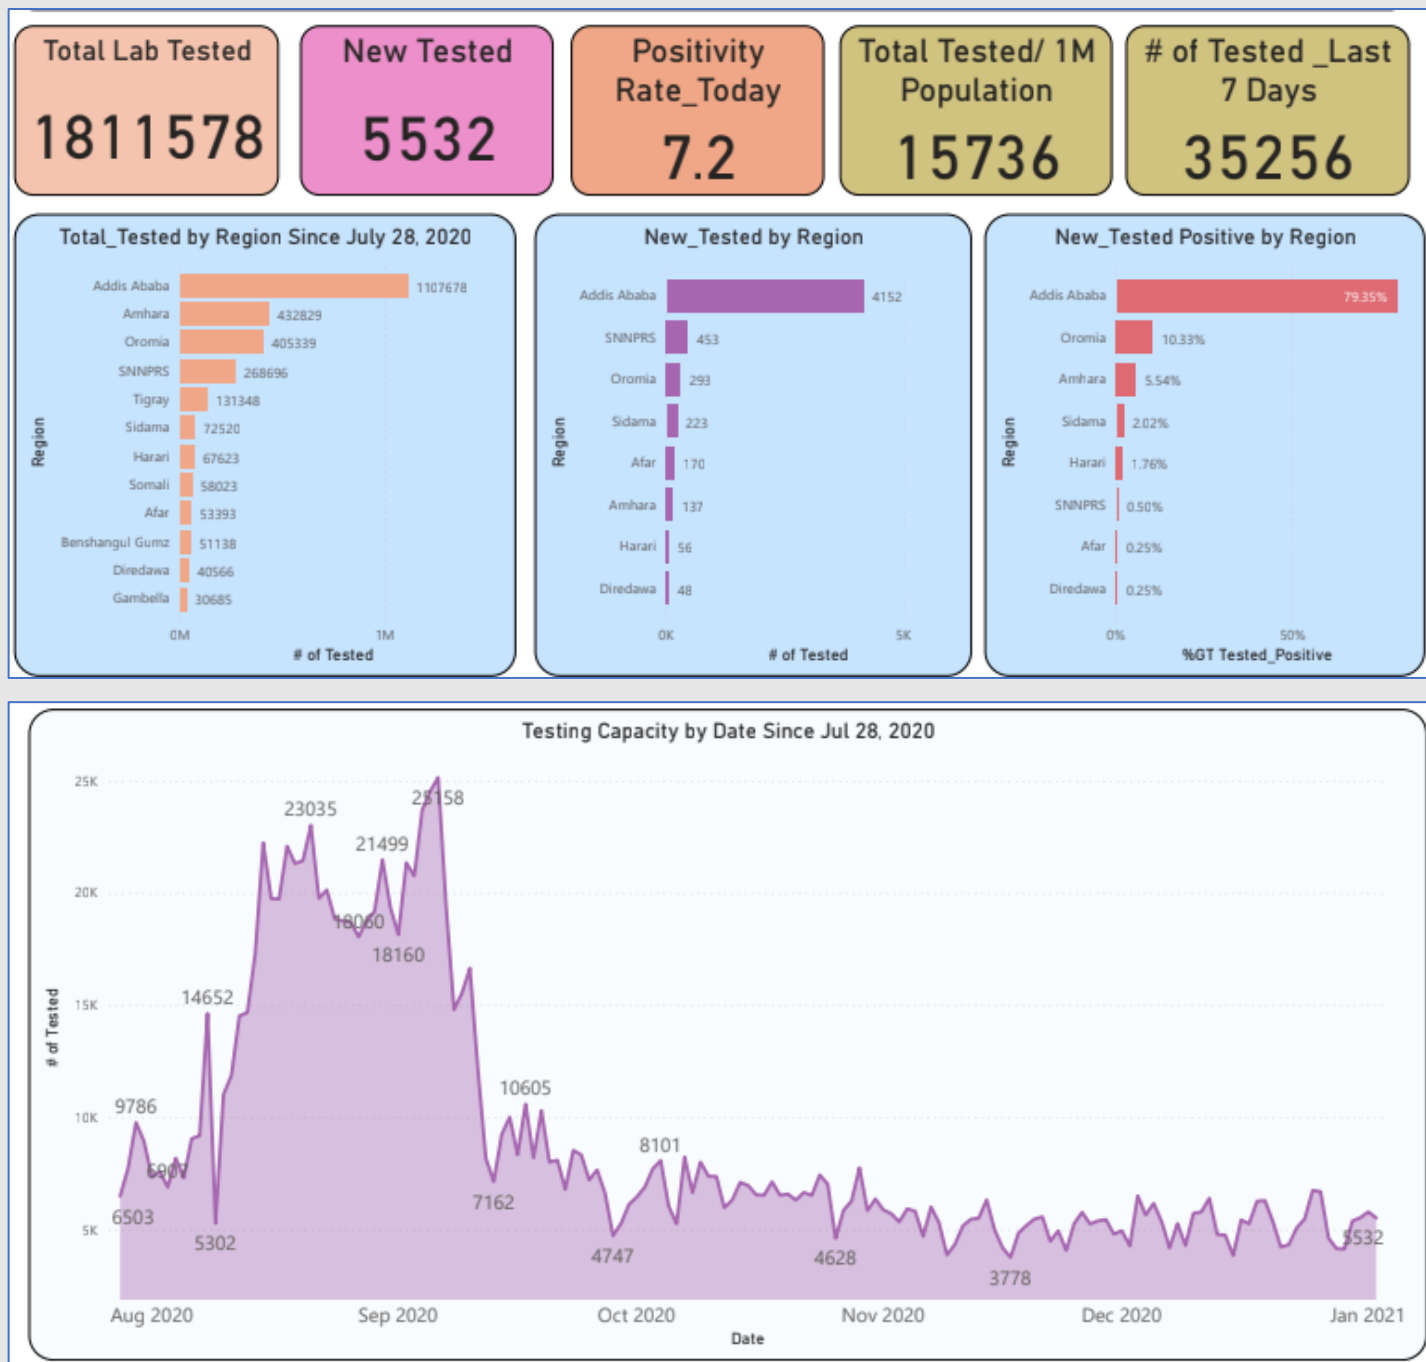 Total Lab Tested
1811578
New Tested
5532
Positivity
Rate_Today
7.2
Total Tested/ 1M
Population
15736
# of Tested _Last
7 Days
35256
Total_Tested by Region Since July 28, 2020
Region
Addis Ababa 1107678
Amhara 432829
Oromia 405339
SNNPRS 268696
Tigray 131348
Sidama 72520
Harari 67623
Somali 58023
Afar 53393
Benshangul Gumz 51138
Diredawa 40566
Gambella 30685
0M 1M
# of Tested
New_Tested by Region
Region
Addis Ababa 4152
SNNPRS 453
Oromia 293
Sidama 223
Afar 170
Amhara 137
Harari 56
Diredawa 48
0K 5K
# of Tested
New_Tested Positive by Region
Region
Addis Ababa 79.35%
Oromia 10.33%
Amhara 5.54%
Sidama 2.02%
Harari 1.76%
SNNPRS 0.50%
Afar 0.25%
Diredawa 0.25%
0% 50%
%GT Tested_Positive
Testing Capacity by Date Since Jul 28, 2020
# of Tested
25K
20K
15K
10K
5K
6503
9786
6907
14652
5302
23035
18060
21499
18160
25158
7162
10605
4747
8101
4628
3778
5532
Aug 2020 Sep 2020 Oct 2020 Nov 2020 Dec 2020 Jan 2021
Date